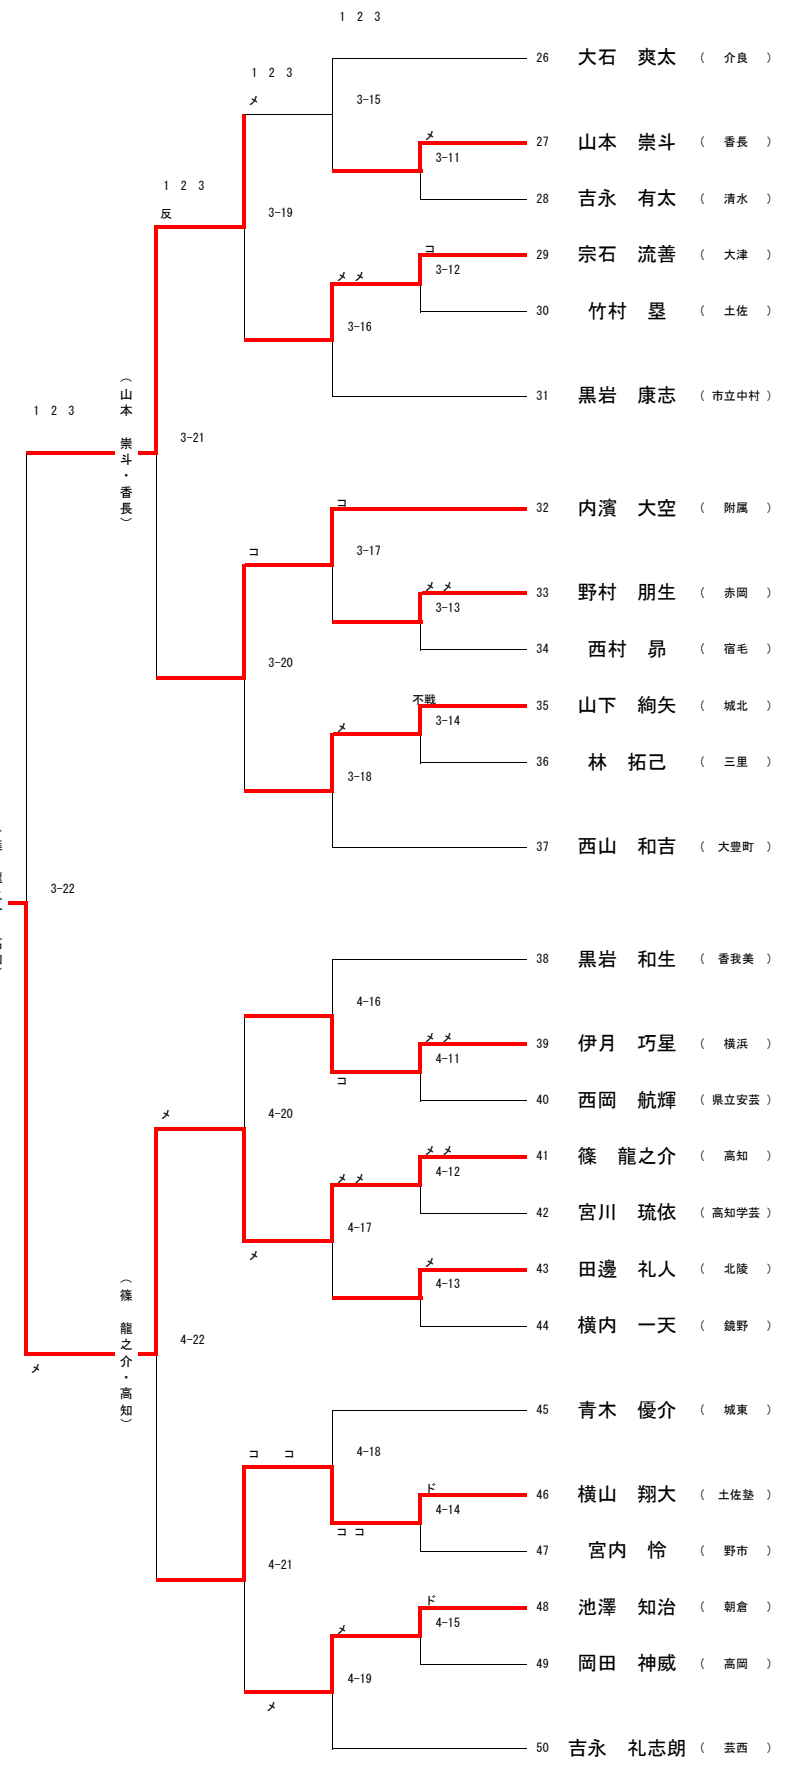 1 2 3
26 大石 爽太 （ 介良 ）
1 2 3
メ
3-15
メ
27 山本 崇斗 （ 香長 ）
3-11
1 2 3
反
28 吉永 有太 （ 清水 ）
3-19
コ
29 宗石 流善 （ 大津 ）
3-12
メ メ
30 竹村 塁 （ 土佐 ）
3-16
31 黒岩 康志 （ 市立中村 ）
1 2 3
（山本 崇斗・香長）
3-21
コ
32 内濱 大空 （ 附属 ）
コ
3-17
メ メ
33 野村 朋生 （ 赤岡 ）
3-13
34 西村 昴 （ 宿毛 ）
3-20
不戦
35 山下 絢矢 （ 城北 ）
3-14
メ
36 林 拓己 （ 三里 ）
3-18
37 西山 和吉 （ 大豊町 ）
3-22
38 黒岩 和生 （ 香我美 ）
4-16
メ メ
39 伊月 巧星 （ 横浜 ）
4-11
コ
40 西岡 航輝 （ 県立安芸 ）
メ
4-20
メ メ
41 篠 龍之介 （ 高知 ）
4-12
メ メ
42 宮川 琉依 （ 高知学芸 ）
4-17
メ
メ
43 田邊 礼人 （ 北陵 ）
4-13
44 横内 一天 （ 鏡野 ）
（篠 龍之介・高知）
4-22
メ
45 青木 優介 （ 城東 ）
コ コ
4-18
ド
46 横山 翔大 （ 土佐塾 ）
4-14
コ コ
47 宮内 怜 （ 野市 ）
4-21
ド
48 池澤 知治 （ 朝倉 ）
4-15
メ
49 岡田 神威 （ 高岡 ）
4-19
メ
50 吉永 礼志朗 （ 芸西 ）